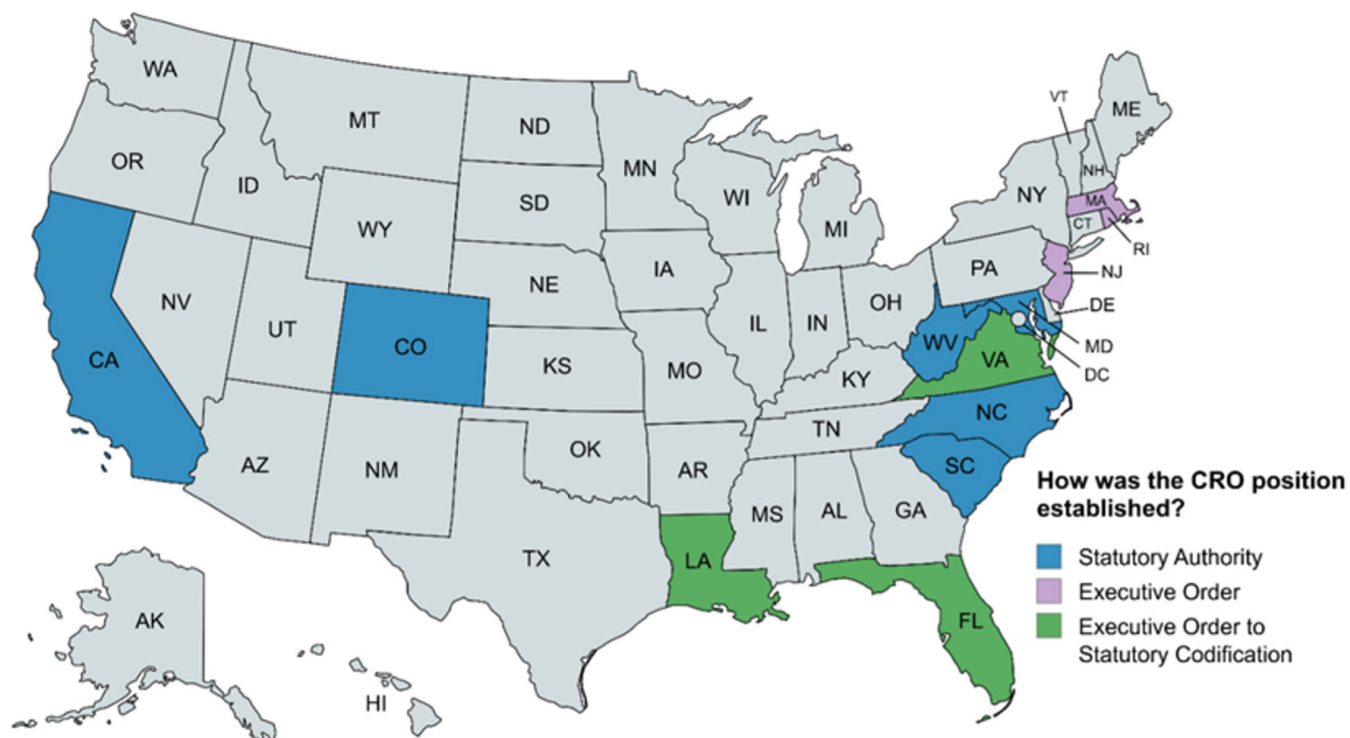 WA
MT
ND
MN
VT
ME
OR
ID
SD
WI
NH
NY
MA
WY
MI
CT
RI
IA
PA
NJ
NE
NV
OH
DE
UT
IL
IN
CA
CO
WV
MD
VA
DC
KS
MO
KY
NC
TN
AZ
NM
OK
AR
SC
MS
AL
GA
TX
LA
AK
FL
HI
How was the CRO position
established?
Statutory Authority
Executive Order
Executive Order to
Statutory Codification